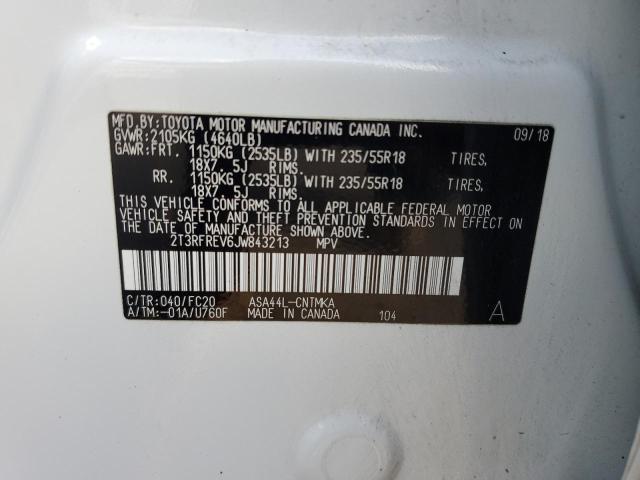 MFD.BY:TOYOTA MOTOR MANUFACTURING CANADA INC. 09/18
GVWR:2105KG (4640LB)
GAWR:FRT. 1150KG (2535LB) WITH 235/55R18 TIRES,
18X7. 5J RIMS.
RR. 1150KG (2535LB) WITH 235/55R18 TIRES,
18X7. 5J RIMS.
THIS VEHICLE CONFORMS TO ALL APPLICABLE FEDERAL MOTOR
VEHICLE SAFETY, THEFT PREVENTION STANDARDS IN EFFECT ON
THE DATE OF MANUFACTURE SHOWN ABOVE.
2T3RFREV6JW843213 MPV
C/TR:040/FC20 ASA44L-CNTMKA
A/TM:-01A/U760F MADE IN CANADA 104 A